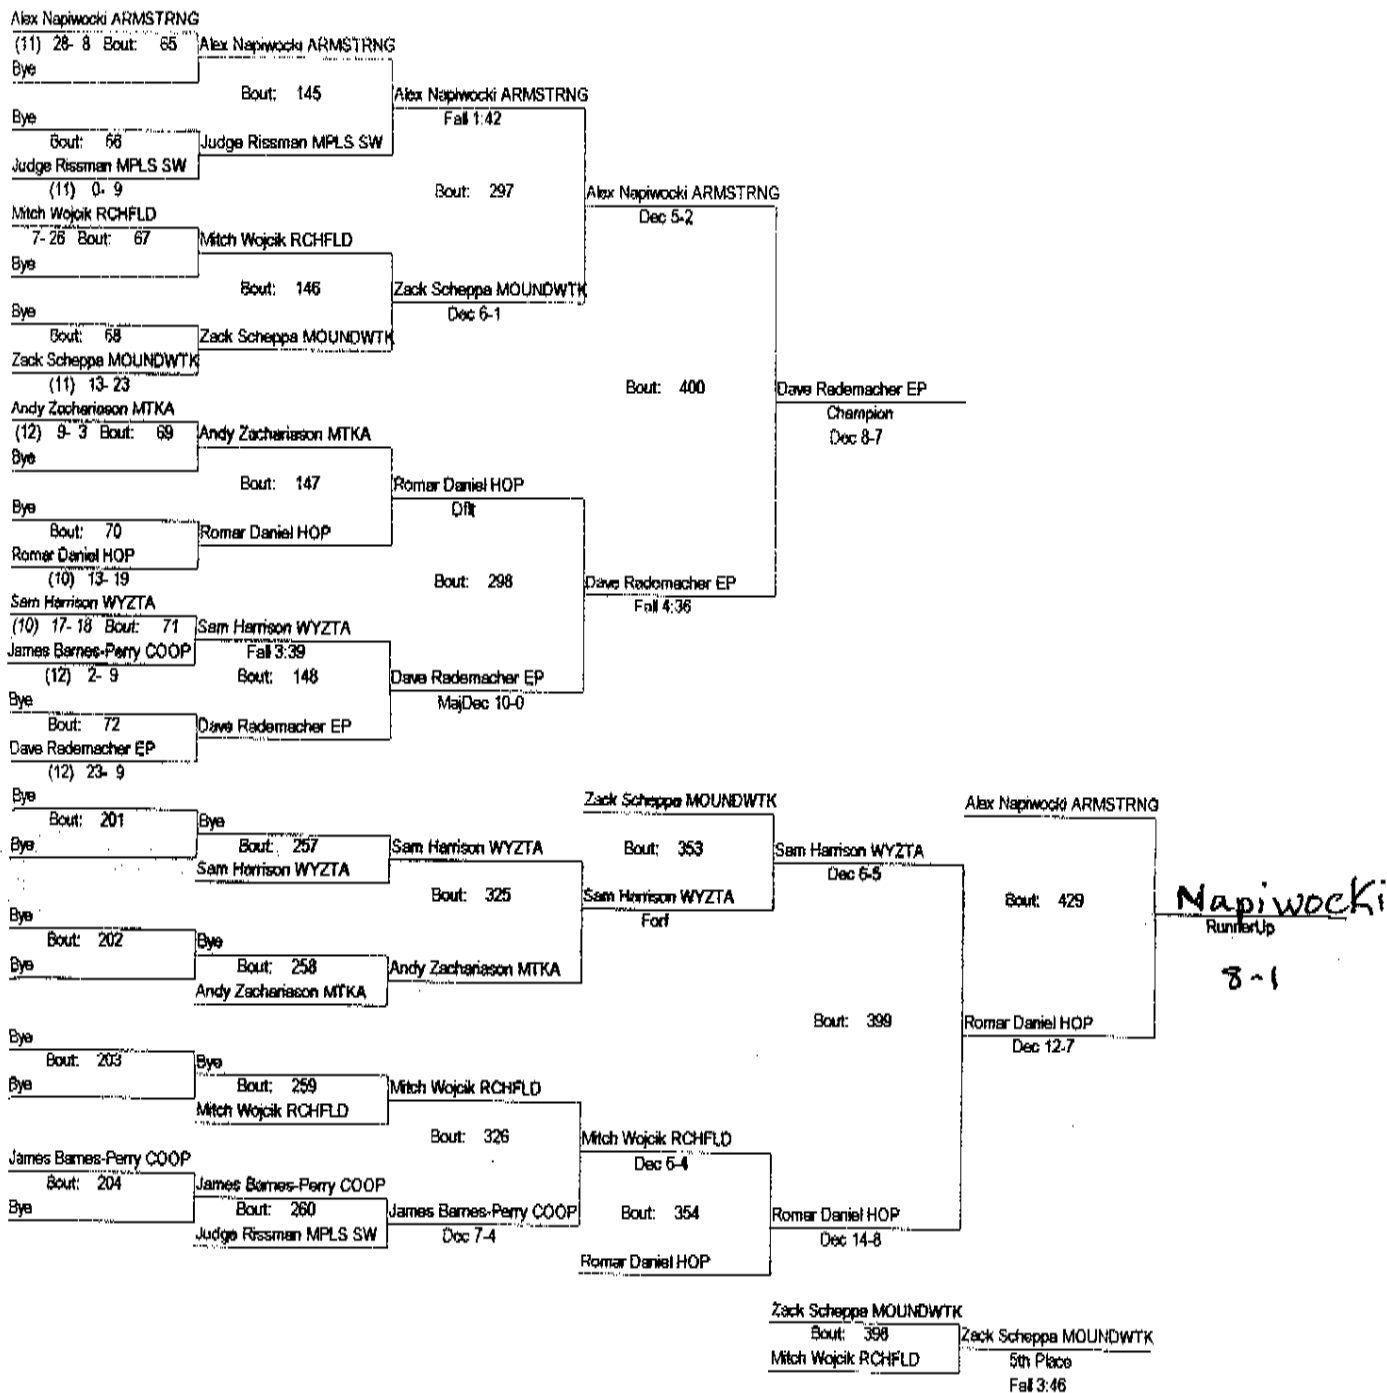 Alex Napiwocki ARMSTRNG
(11) 28- 8 Bout: 65
Alex Napiwocki ARMSTRNG
Bye
Bout: 145
Alex Napiwocki ARMSTRNG
Fall 1:42
Bye
Bout: 66
Judge Rissman MPLS SW
Judge Rissman MPLS SW
(11) 0- 9
Bout: 297
Alex Napiwocki ARMSTRNG
Dec 5-2
Mitch Wojcik RCHFLD
7- 26 Bout: 67
Mitch Wojcik RCHFLD
Bye
Bout: 146
Zack Scheppa MOUNDWTK
Dec 6-1
Bye
Bout: 68
Zack Scheppa MOUNDWTK
Zack Scheppa MOUNDWTK
(11) 13- 23
Bout: 400
Dave Rademacher EP
Champion
Dec 8-7
Andy Zachariason MTKA
(12) 9- 3 Bout: 69
Andy Zachariason MTKA
Bye
Bout: 147
Romar Daniel HOP
Dflt
Bye
Bout: 70
Romar Daniel HOP
Romar Daniel HOP
(10) 13- 19
Bout: 298
Dave Rademacher EP
Fall 4:36
Sam Harrison WYZTA
(10) 17- 18 Bout: 71
Sam Harrison WYZTA
James Barnes-Perry COOP
Fall 3:39
(12) 2- 9
Bout: 148
Dave Rademacher EP
MajDec 10-0
Bye
Bout: 72
Dave Rademacher EP
Dave Rademacher EP
(12) 23- 9
Bye
Bout: 201
Bye
Bye
Bout: 257
Sam Harrison WYZTA
Sam Harrison WYZTA
Zack Scheppa MOUNDWTK
Bout: 353
Sam Harrison WYZTA
Dec 6-5
Alex Napiwocki ARMSTRNG
Bout: 325
Sam Harrison WYZTA
Forf
Bout: 429
Napiwocki
RunnerUp
8-1
Bye
Bout: 202
Bye
Bye
Bout: 258
Andy Zachariason MTKA
Andy Zachariason MTKA
Bout: 399
Romar Daniel HOP
Dec 12-7
Bye
Bout: 203
Bye
Bye
Bout: 259
Mitch Wojcik RCHFLD
Mitch Wojcik RCHFLD
Bout: 326
Mitch Wojcik RCHFLD
Dec 6-4
James Barnes-Perry COOP
Bout: 204
James Barnes-Perry COOP
Bye
Bout: 260
James Barnes-Perry COOP
Judge Rissman MPLS SW
Dec 7-4
Bout: 354
Romar Daniel HOP
Dec 14-8
Romar Daniel HOP
Zack Scheppa MOUNDWTK
Bout: 398
Zack Scheppa MOUNDWTK
Mitch Wojcik RCHFLD
5th Place
Fall 3:46